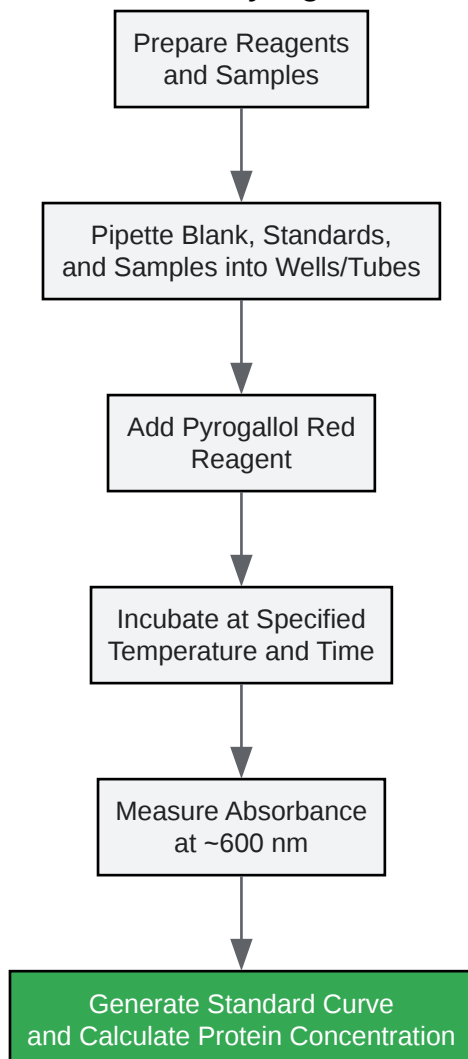 Prepare Reagents
and Samples
Pipette Blank, Standards,
and Samples into Wells/Tubes
Add Pyrogallol Red
Reagent
Incubate at Specified
Temperature and Time
Measure Absorbance
at ~600 nm
Generate Standard Curve
and Calculate Protein Concentration